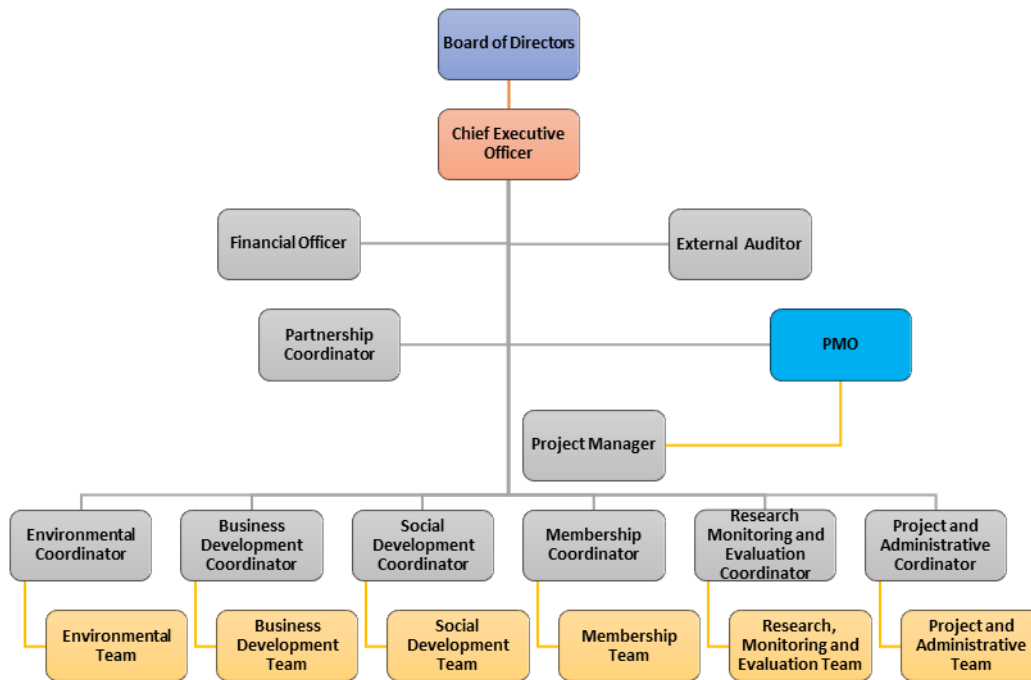 Board of Directors
Chief Executive
Officer
Financial Officer
External Auditor
Partnership
Coordinator
PMO
Project Manager
Environmental
Coordinator
Business
Development
Coordinator
Social
Development
Coordinator
Membership
Coordinator
Research
Monitoring and
Evaluation
Coordinator
Project and
Administrative
Cordinator
Environmental
Team
Business
Development
Team
Social
Development
Team
Membership
Team
Research,
Monitoring and
Evaluation Team
Project and
Administrative
Team